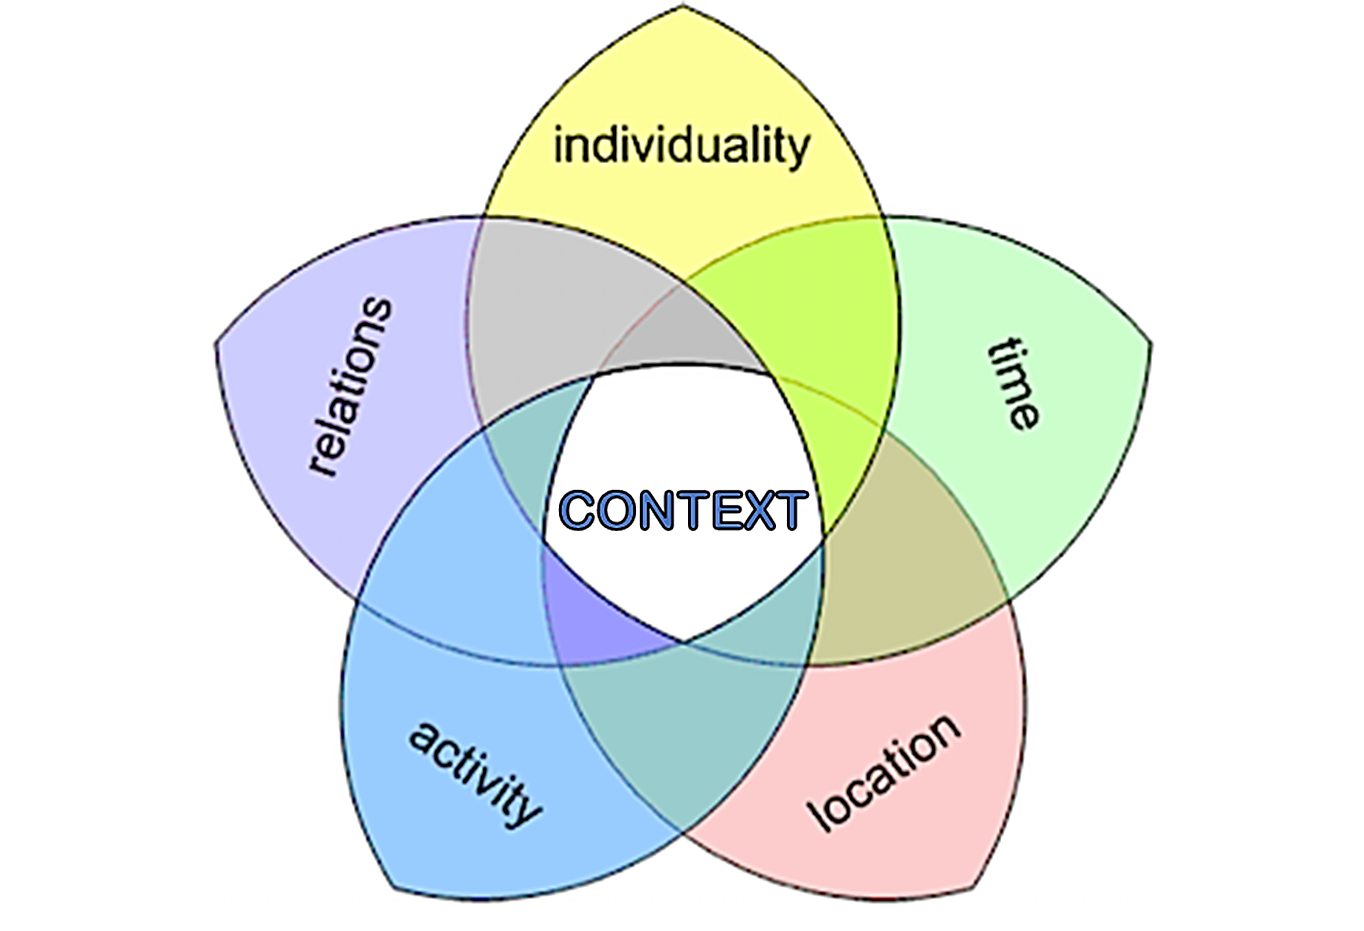 individuality
relations
time
CONTEXT
activity
location